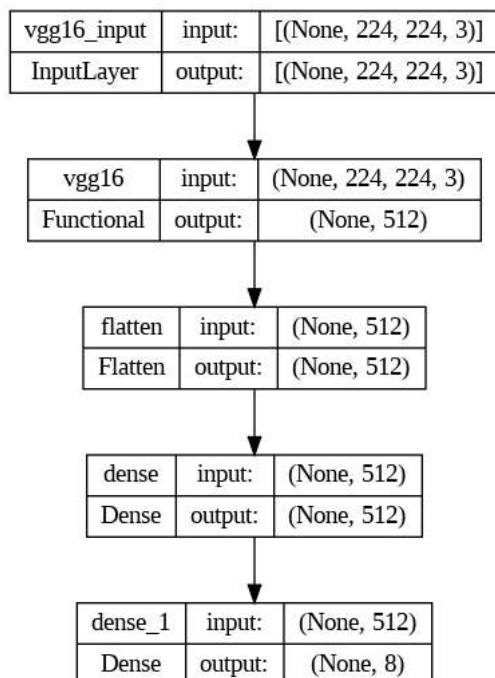 vgg16_input input: [(None, 224, 224, 3)]
InputLayer output: [(None, 224, 224, 3)]
vgg16 input: (None, 224, 224, 3)
Functional output: (None, 512)
flatten input: (None, 512)
Flatten output: (None, 512)
dense input: (None, 512)
Dense output: (None, 512)
dense_1 input: (None, 512)
Dense output: (None, 8)